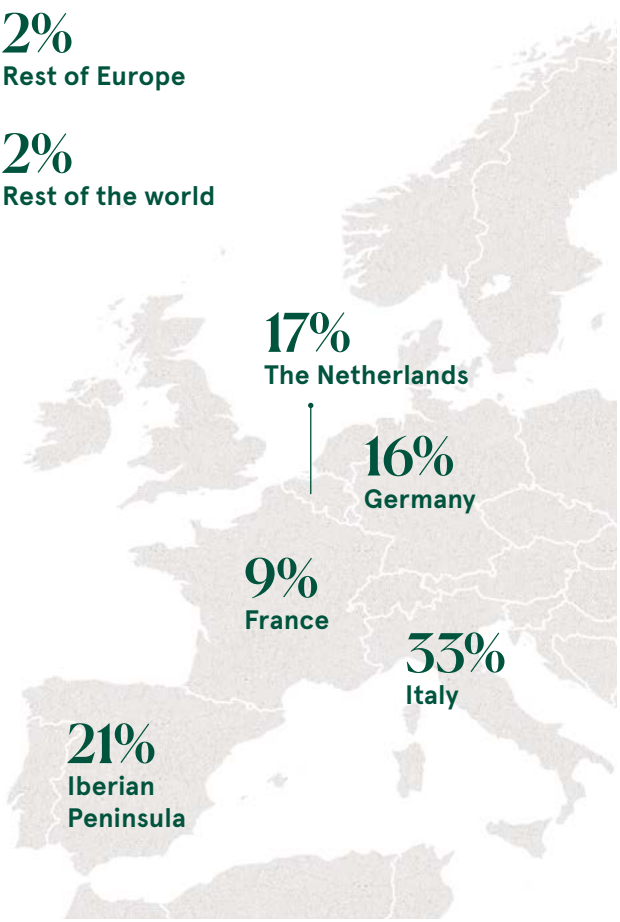 2%
Rest of Europe
2%
Rest of the world
17%
The Netherlands
16%
Germany
9%
France
33%
Italy
21%
Iberian
Peninsula